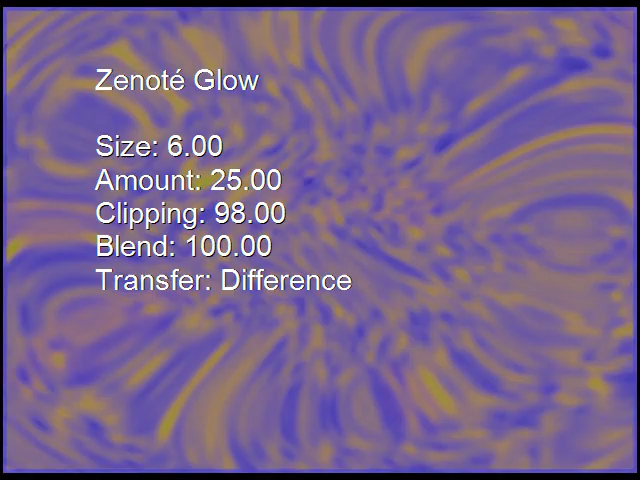 Zenoté Glow
Size: 6.00
Amount: 25.00
Clipping: 98.00
Blend: 100.00
Transfer: Difference